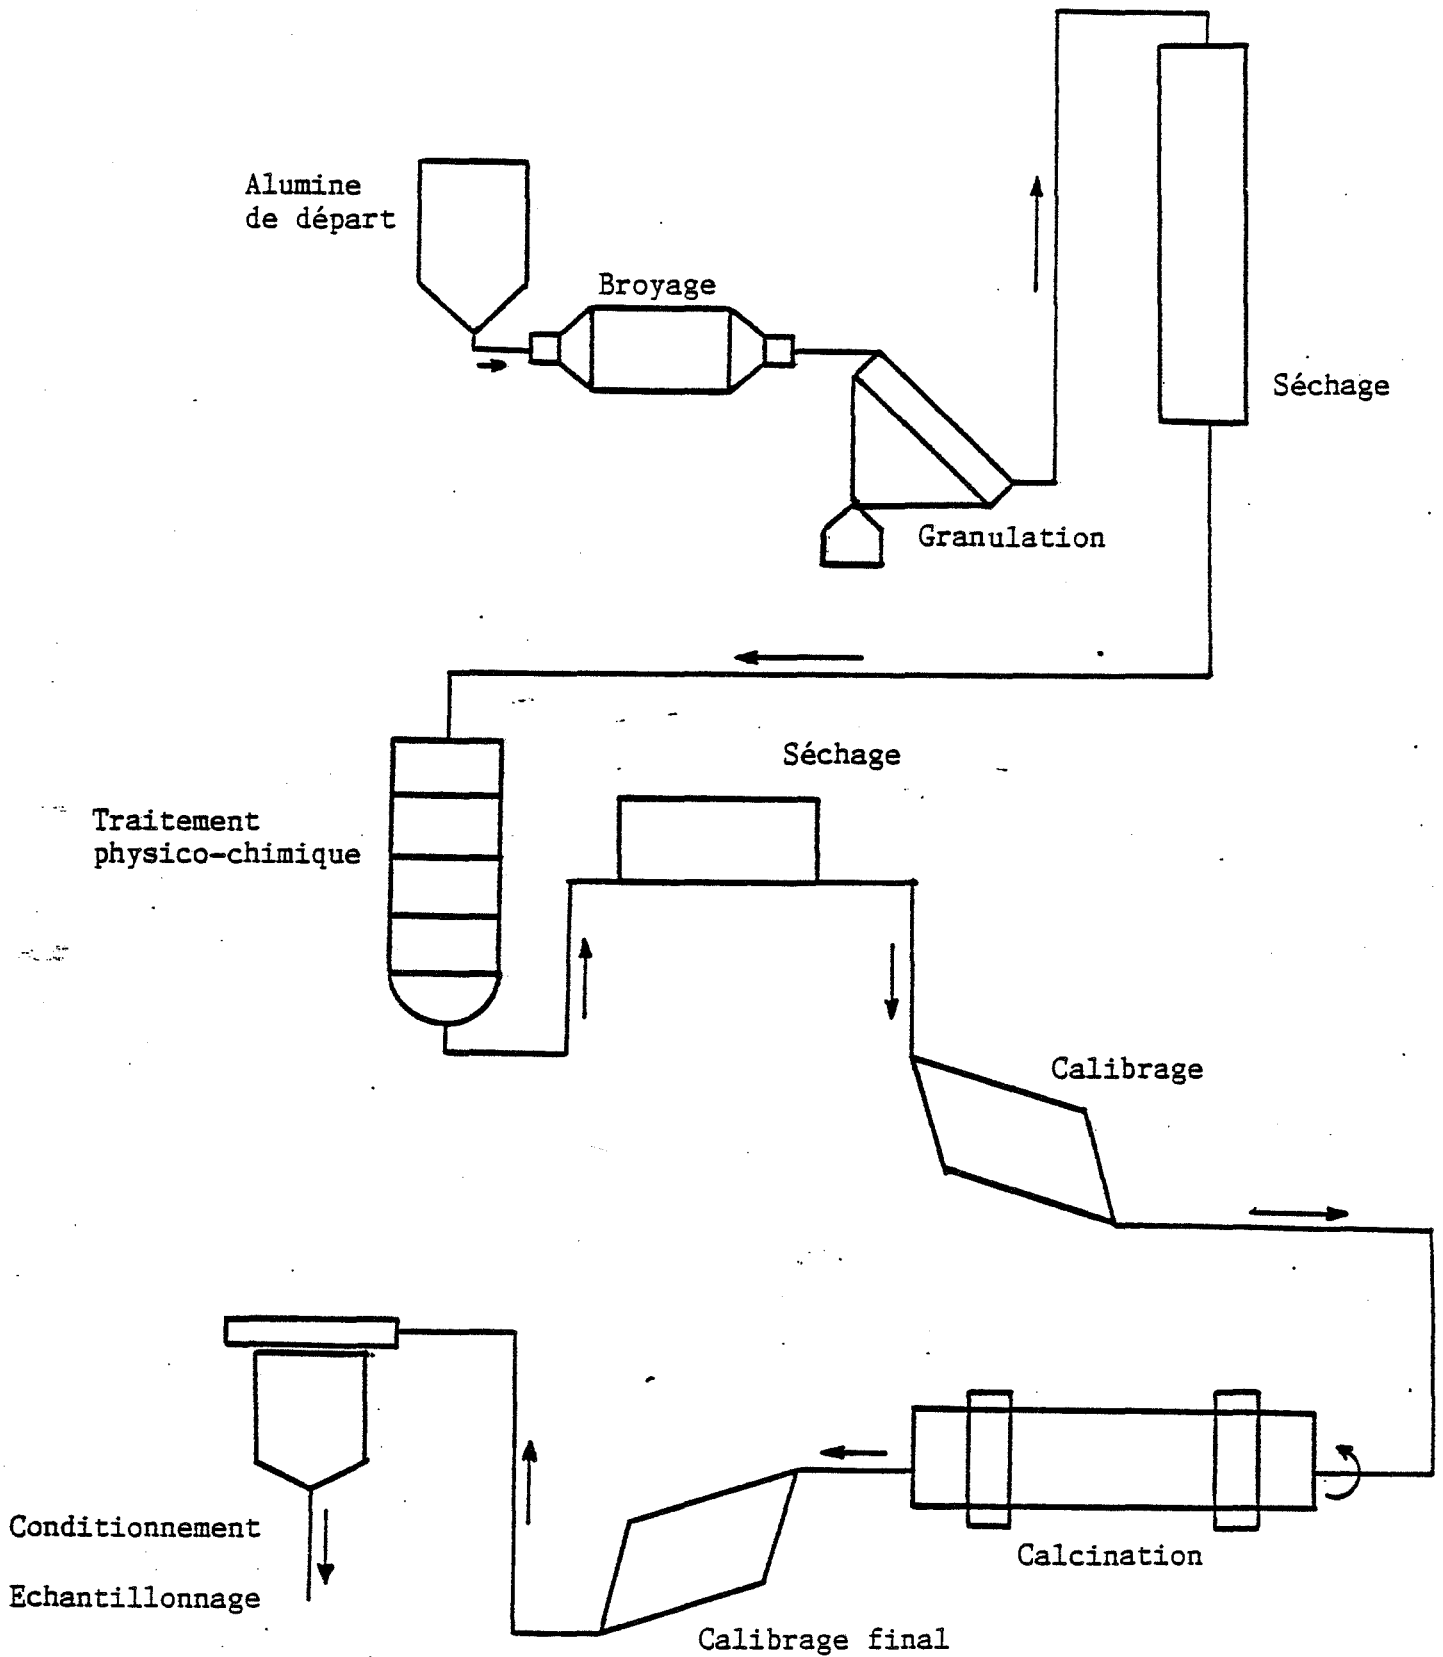 Alumine
de départ
Broyage
Séchage
Granulation
Séchage
Traitement
physico-chimique
Calibrage
Conditionnement
Echantillonnage
Calcination
Calibrage final